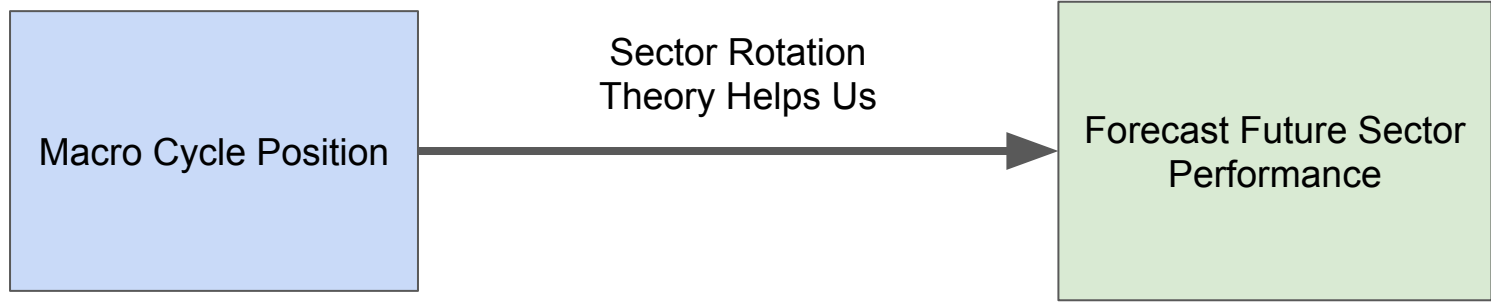 Macro Cycle Position
Sector Rotation
Theory Helps Us
Forecast Future Sector
Performance